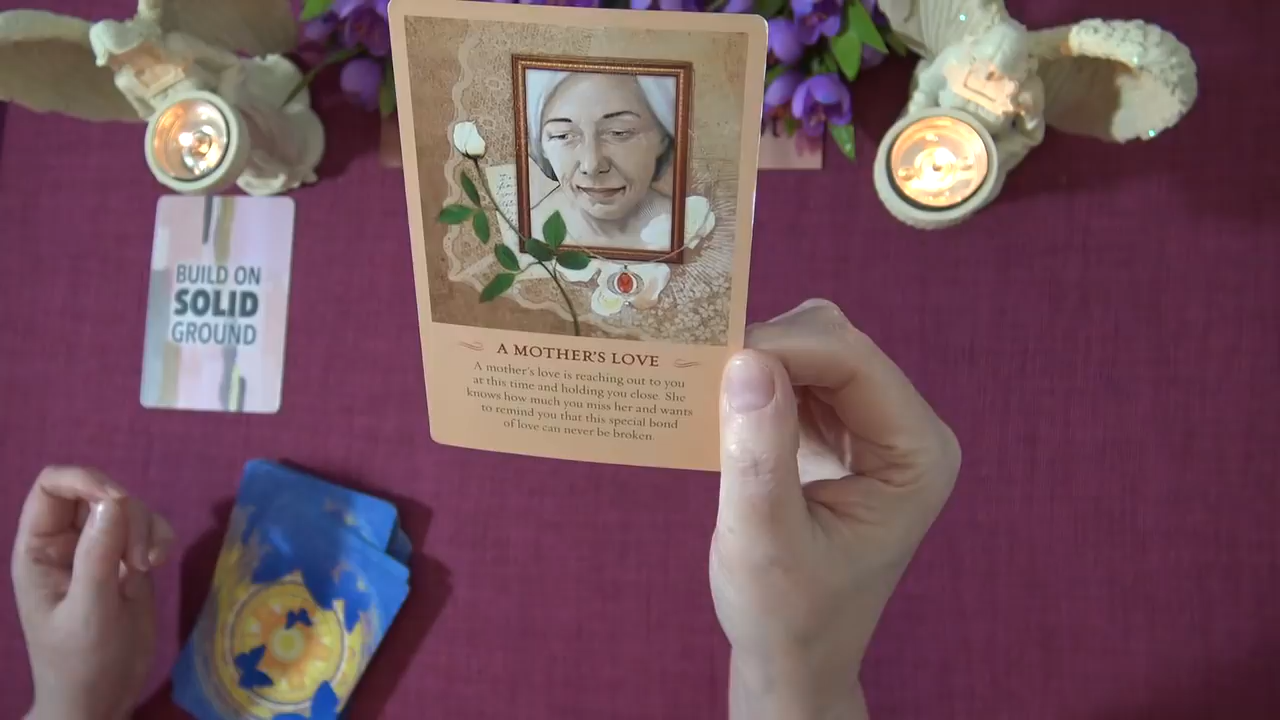 BUILD ON
SOLID
GROUND
A MOTHER'S LOVE
A mother's love is reaching out to you
at this time and holding you close. She
knows how much you miss her and wants
to remind you that this special bond
of love can never be broken.